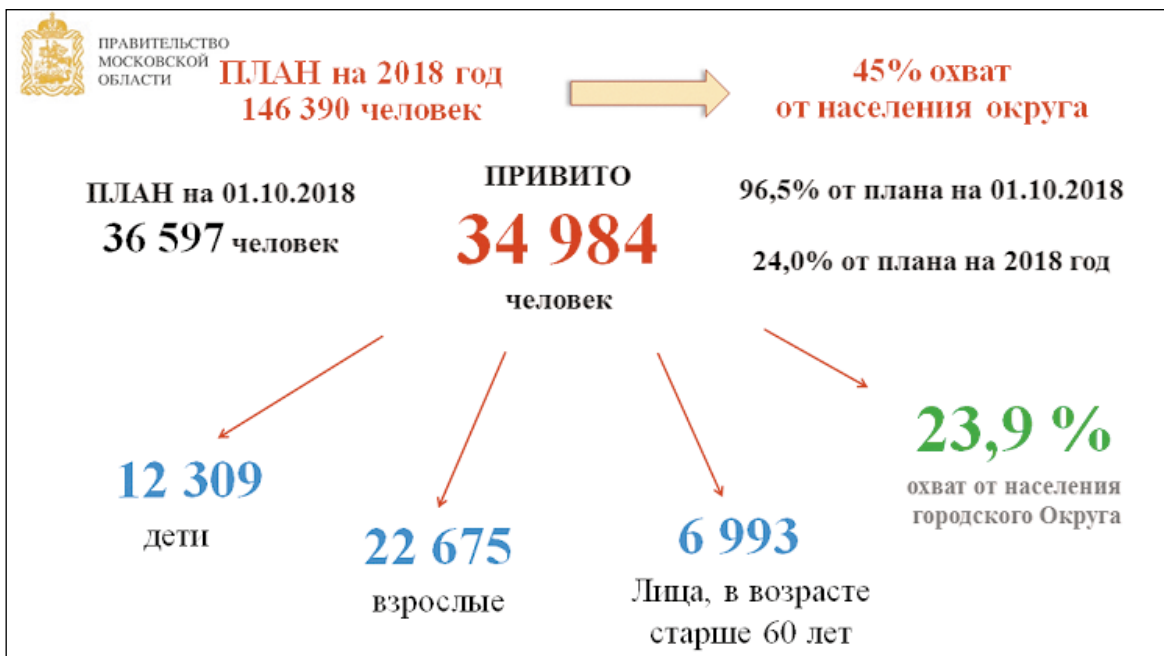 ПРАВИТЕЛЬСТВО
МОСКОВСКОЙ
ОБЛАСТИ
ПЛАН на 2018 год
146 390 человек
45% охват
от населения округа
ПЛАН на 01.10.2018
36 597 человек
ПРИВИТО
34 984
человек
96,5% от плана на 01.10.2018
24,0% от плана на 2018 год
12 309
дети
22 675
взрослые
6 993
Лица, в возрасте
старше 60 лет
23,9 %
охват от населения
городского Округа